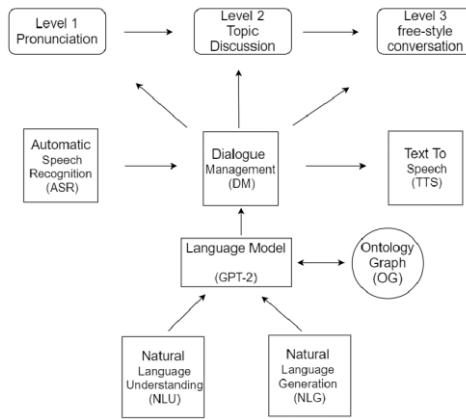 Level 1
Pronunciation
Level 2
Topic
Discussion
Level 3
free-style
conversation
Automatic
Speech
Recognition
(ASR)
Dialogue
Management
(DM)
Text To
Speech
(TTS)
Language Model
(GPT-2)
Ontology
Graph
(OG)
Natural
Language
Understanding
(NLU)
Natural
Language
Generation
(NLG)